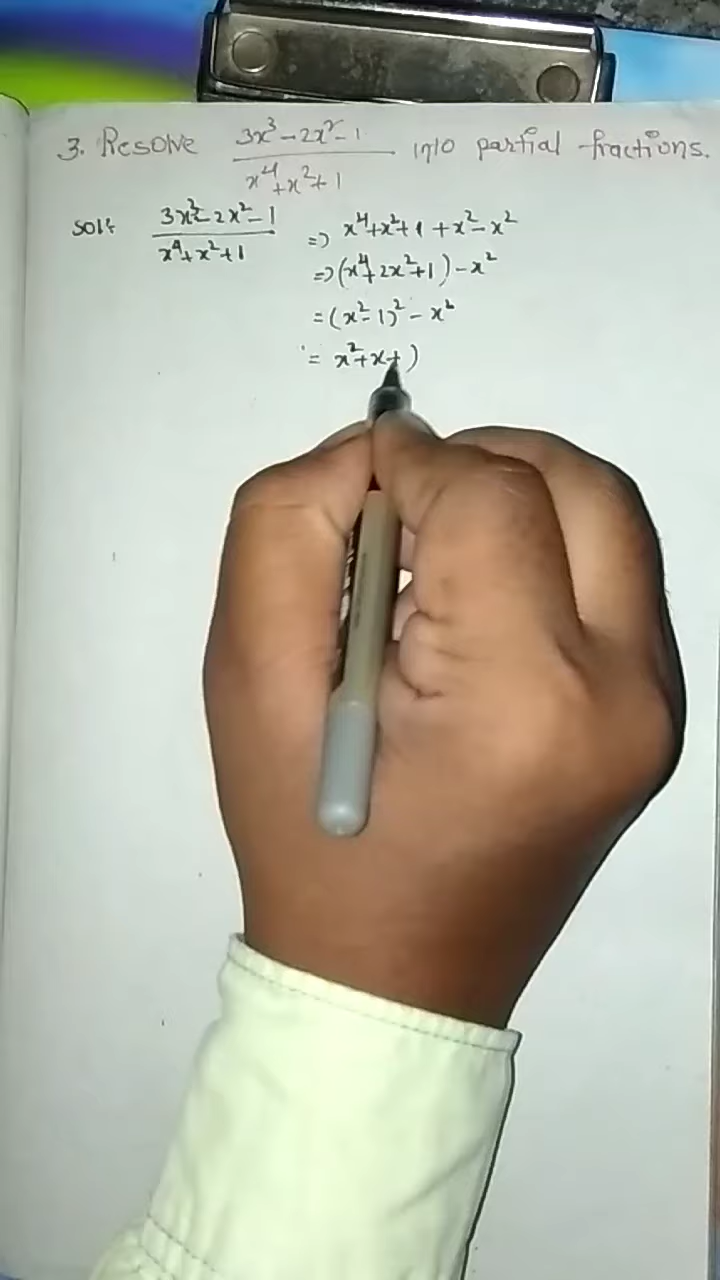 3. Resolve 3x³-2x²-1 / x⁴+x²+1 into partial fractions.
Sol: 3x³-2x²-1 / x⁴+x²+1 => x⁴+x²+1+x²-x²
=> (x⁴+2x²+1)-x²
= (x²-1)²-x²
= x²+x+)